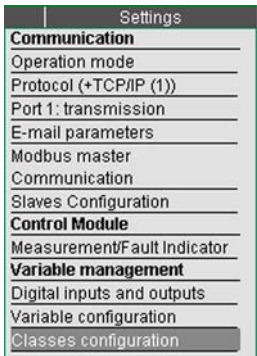 Settings
Communication
Operation mode
Protocol (+TCP/IP (1))
Port 1: transmission
E-mail parameters
Modbus master
Communication
Slaves Configuration
Control Module
Measurement/Fault Indicator
Variable management
Digital inputs and outputs
Variable configuration
Classes configuration